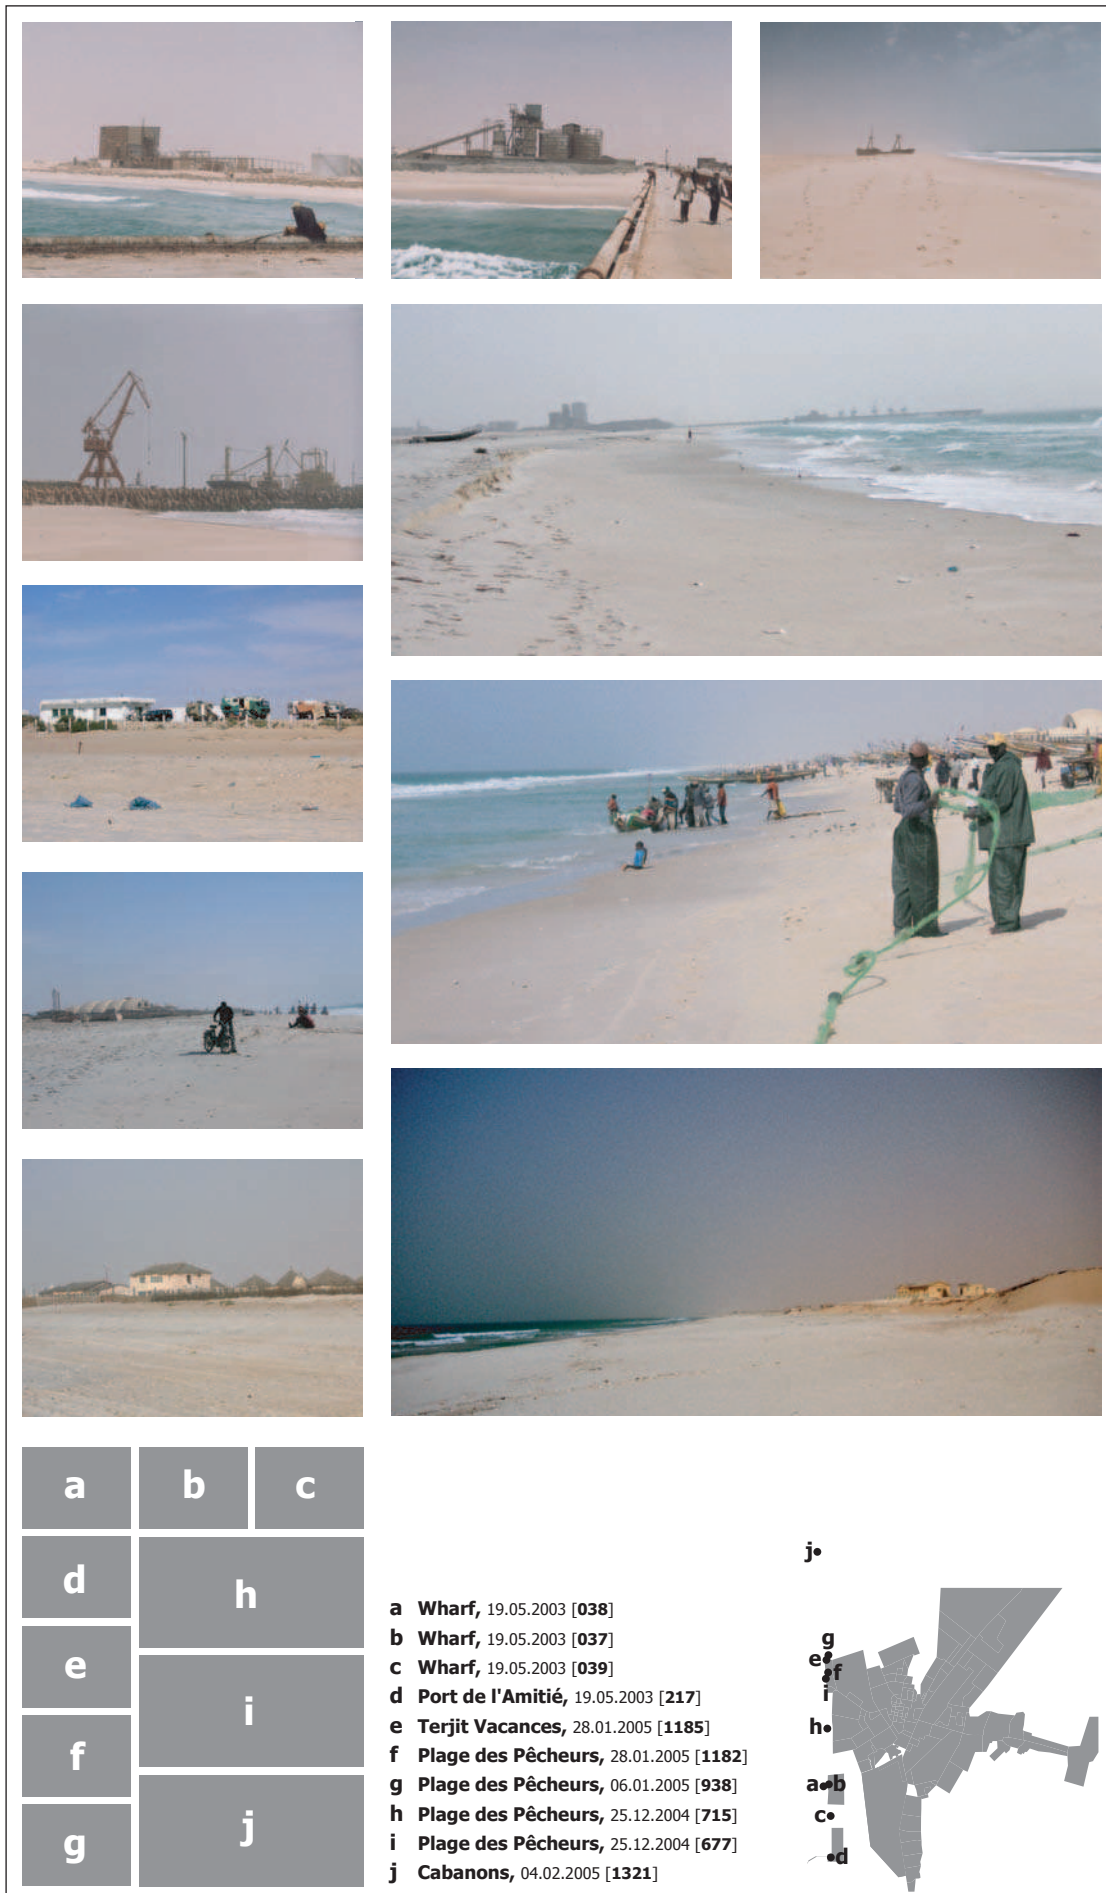 a b c
d h
e
i
f
j
g
a Wharf, 19.05.2003 [038]
b Wharf, 19.05.2003 [037]
c Wharf, 19.05.2003 [039]
d Port de l'Amitié, 19.05.2003 [217]
e Terjit Vacances, 28.01.2005 [1185]
f Plage des Pêcheurs, 28.01.2005 [1182]
g Plage des Pêcheurs, 06.01.2005 [938]
h Plage des Pêcheurs, 25.12.2004 [715]
i Plage des Pêcheurs, 25.12.2004 [677]
j Cabanons, 04.02.2005 [1321]
j
g
e
f
i
h
a b
c
d